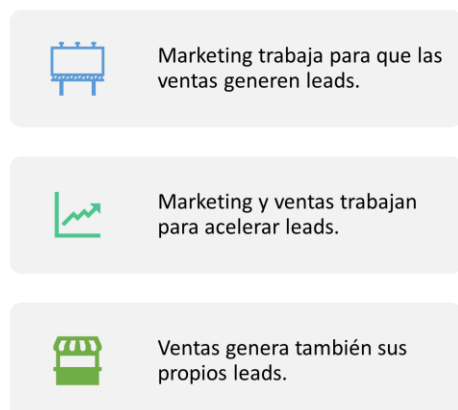 Marketing trabaja para que las
ventas generen leads.
Marketing y ventas trabajan
para acelerar leads.
Ventas genera también sus
propios leads.